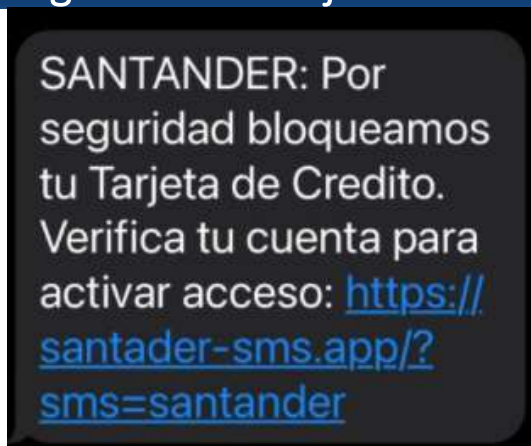 SANTANDER: Por
seguridad bloqueamos
tu Tarjeta de Credito.
Verifica tu cuenta para
activar acceso: https://
santader-sms.app/?
sms=santander